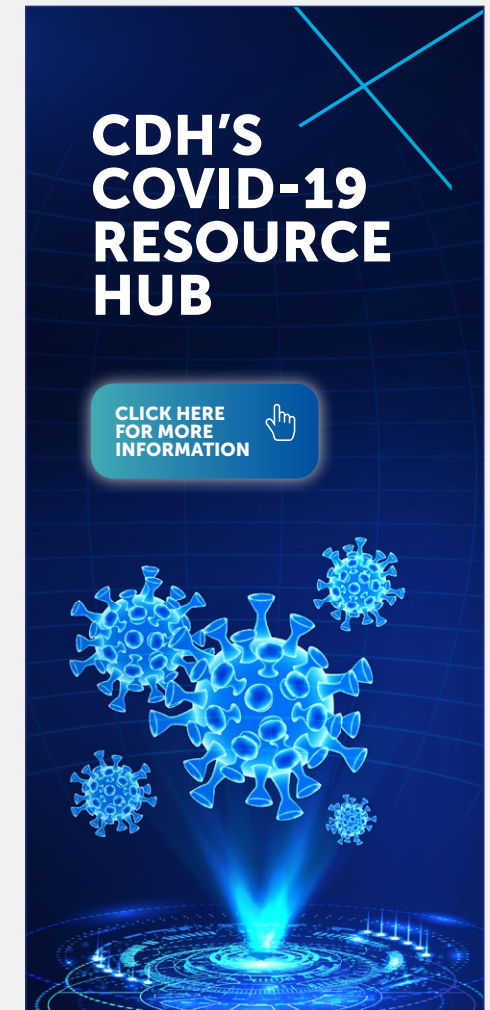 CDH'S
COVID-19
RESOURCE
HUB
CLICK HERE
FOR MORE
INFORMATION